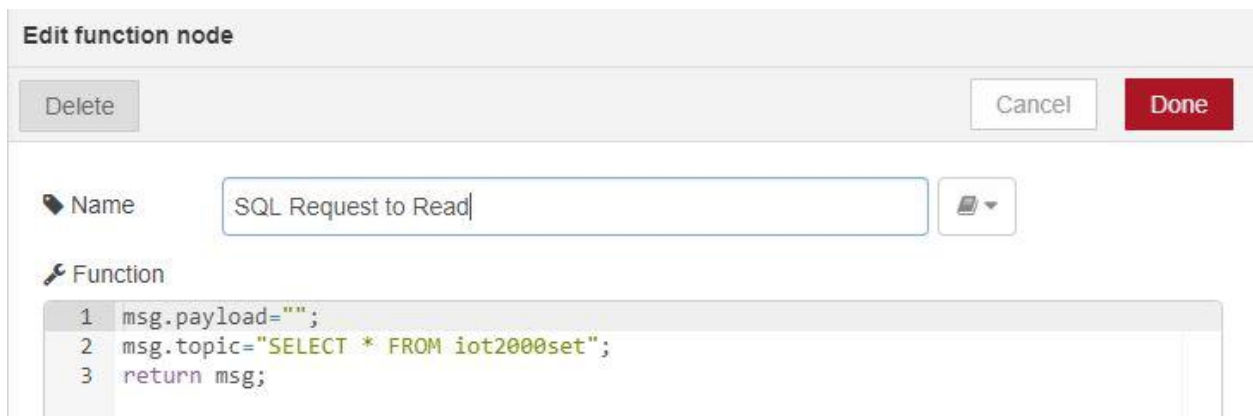 Edit function node
Delete Cancel Done
Name SQL Request to Read
Function
1 msg.payload="";
2 msg.topic="SELECT * FROM iot2000set";
3 return msg;